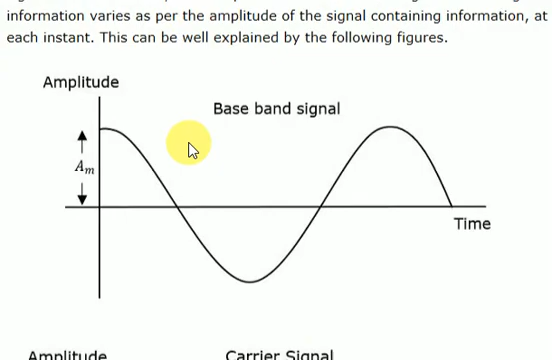 information varies as per the amplitude of the signal containing information, at
each instant. This can be well explained by the following figures.
Amplitude
Base band signal
Am
Time
Amplitude
Carrier Signal